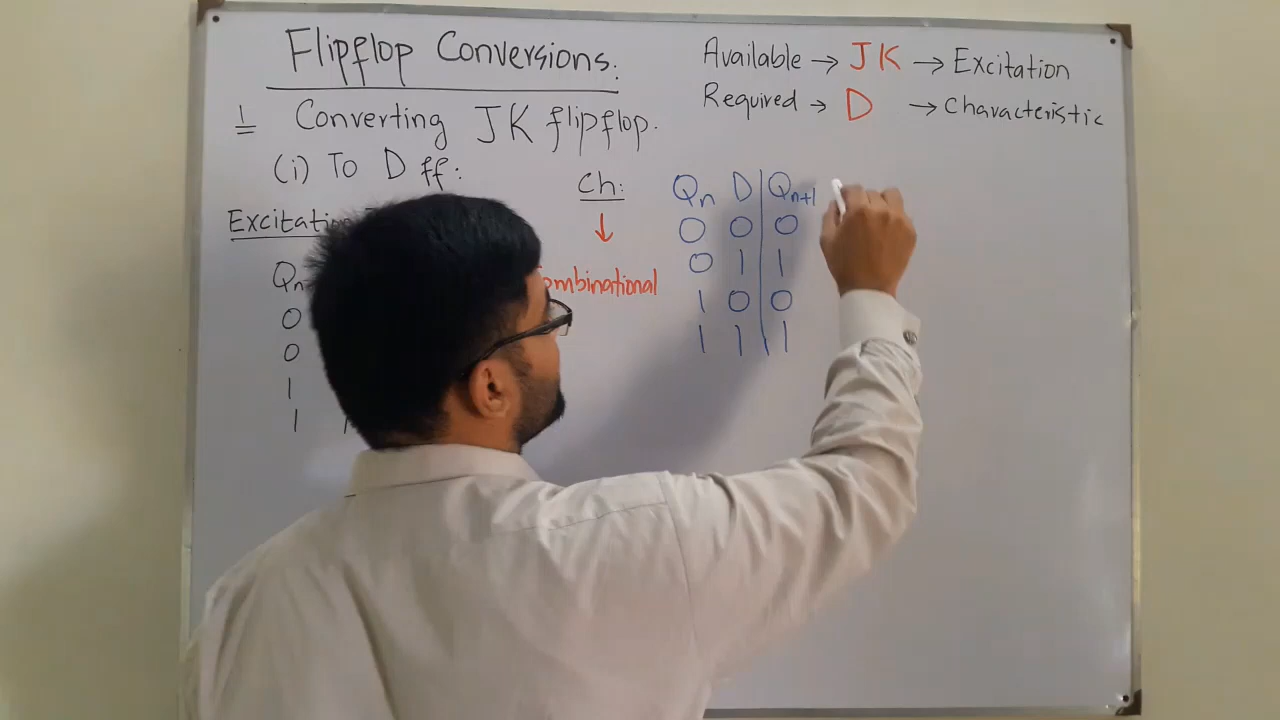 Flipflop Conversions.
Available → JK → Excitation
Required → D → Characteristic
1 Converting JK flipflop.
(i) To D ff:
Excitation
Qn
0
0
1
1
Ch:
↓
Combinational
Qn D | Qn+1
0 0 | 0
0 1 | 1
1 0 | 0
1 1 | 1